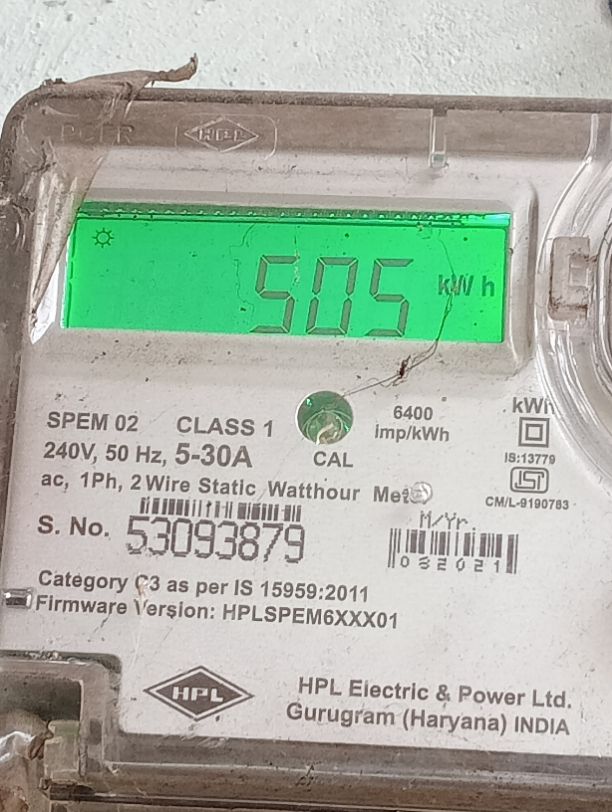 HPL
505 kWh
SPEM 02 CLASS 1
6400
imp/kWh
kWh
240V, 50 Hz, 5-30A
CAL
IS:13779
ac, 1Ph, 2 Wire Static Watthour
CM/L-9190783
S. No. 53093879
M/Yr.
032021
Category C3 as per IS 15959:2011
Firmware Version: HPLSPEM6XXX01
HPL
HPL Electric & Power Ltd.
Gurugram (Haryana) INDIA